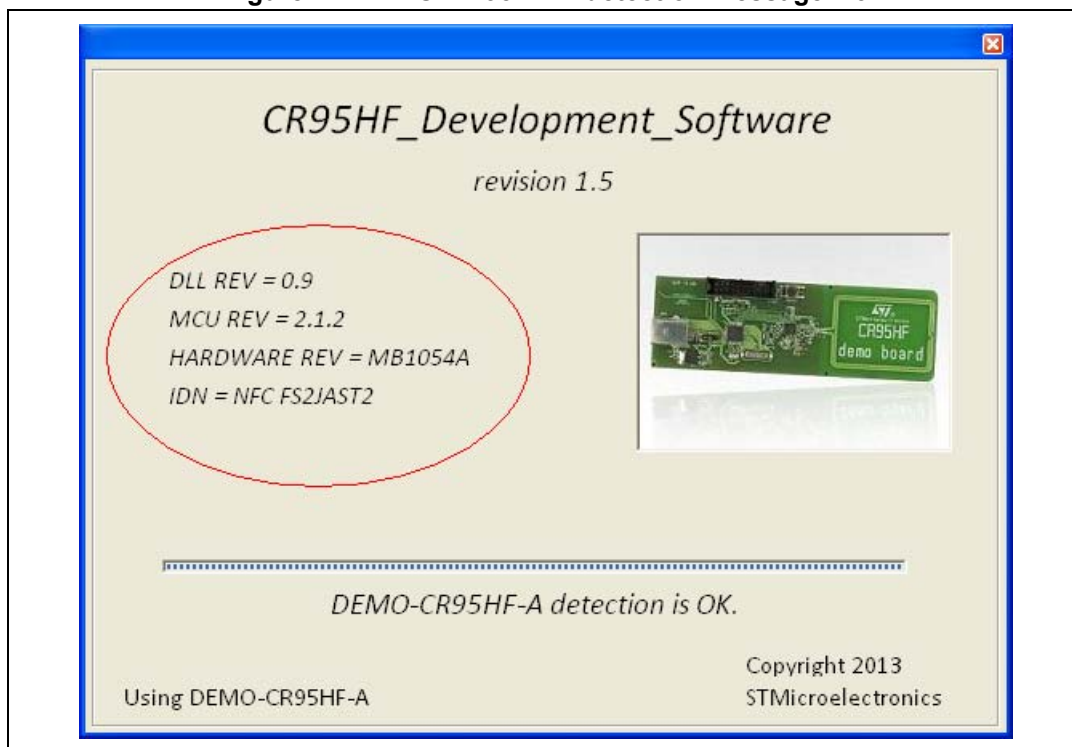 CR95HF_Development_Software
revision 1.5
DLL REV = 0.9
MCU REV = 2.1.2
HARDWARE REV = MB1054A
IDN = NFC FS2JAST2
CR95HF
demo board
DEMO-CR95HF-A detection is OK.
Using DEMO-CR95HF-A
Copyright 2013
STMicroelectronics